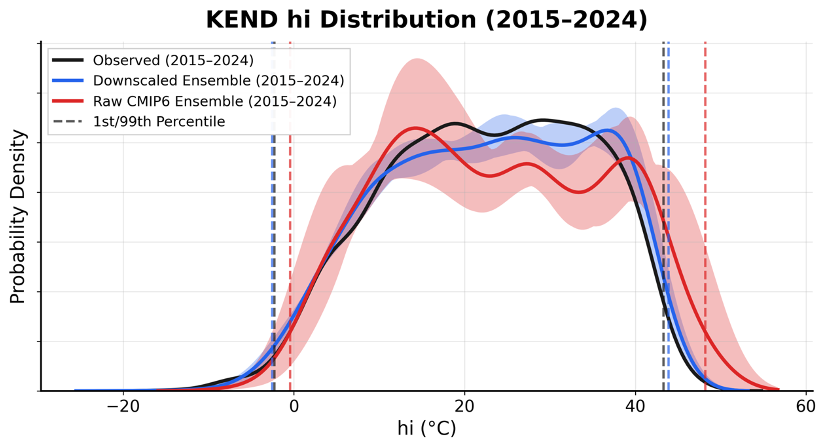 KEND hi Distribution (2015–2024)
Observed (2015–2024)
Downscaled Ensemble (2015–2024)
Raw CMIP6 Ensemble (2015–2024)
1st/99th Percentile
Probability Density
−20
0
20
40
60
hi (°C)